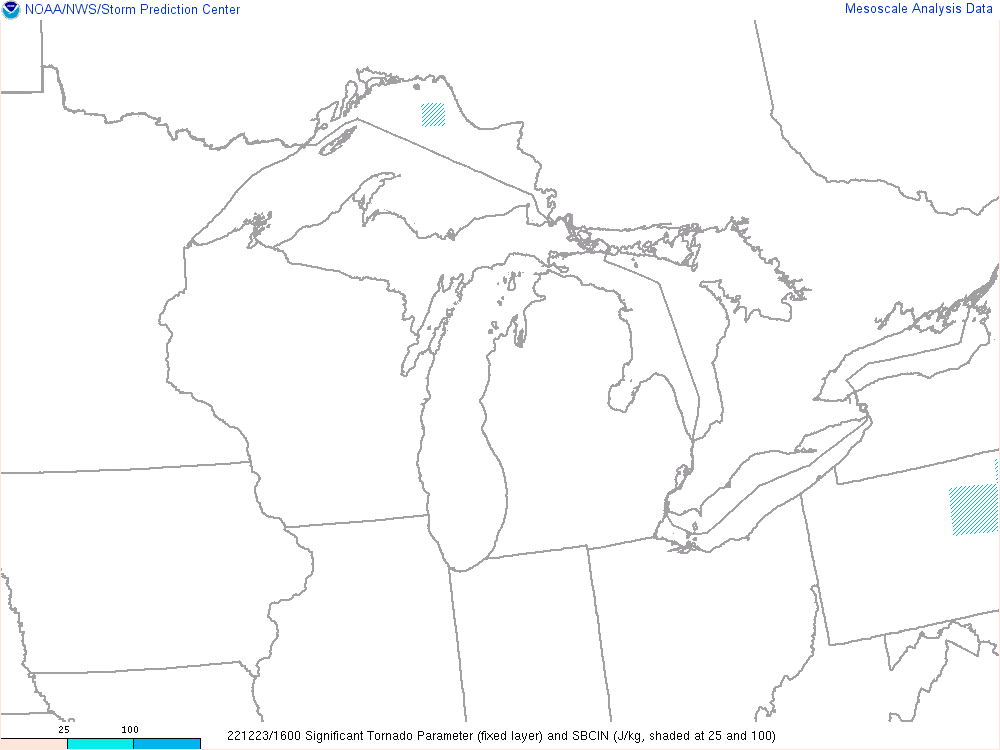 NOAA/NWS/Storm Prediction Center
Mesoscale Analysis Data
25 100
221223/1600 Significant Tornado Parameter (fixed layer) and SBCIN (J/kg, shaded at 25 and 100)